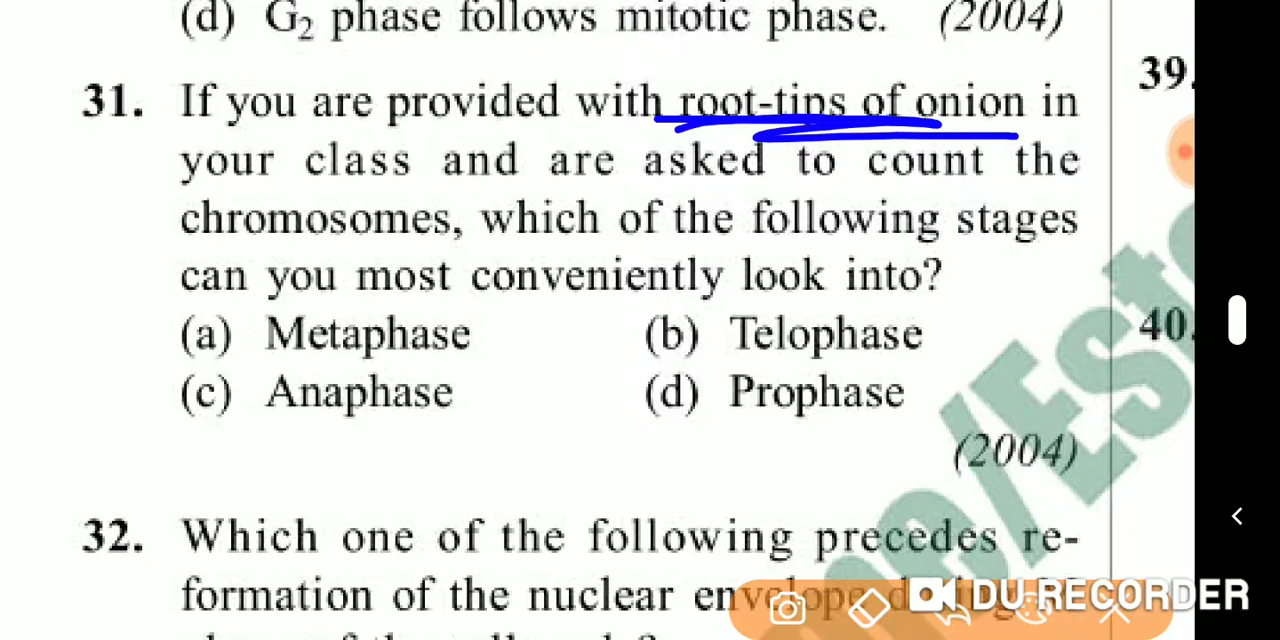 (d) G₂ phase follows mitotic phase. (2004)
31. If you are provided with root-tips of onion in
your class and are asked to count the
chromosomes, which of the following stages
can you most conveniently look into?
(a) Metaphase (b) Telophase
(c) Anaphase (d) Prophase
(2004)
32. Which one of the following precedes re-
formation of the nuclear envelope
39.
40.
DU RECORDER